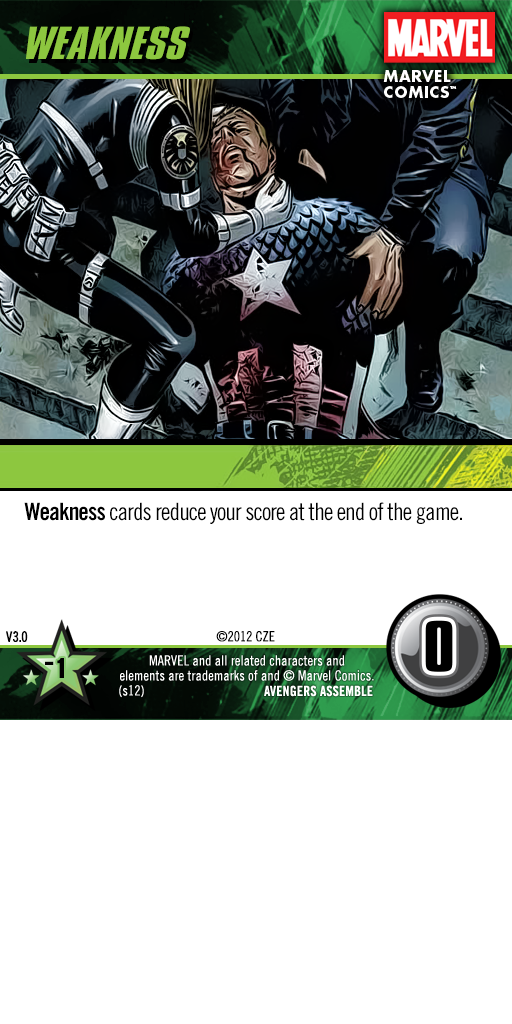 WEAKNESS
MARVEL
MARVEL
COMICS™
Weakness cards reduce your score at the end of the game.
V3.0
©2012 CZE
-1
MARVEL and all related characters and
elements are trademarks of and © Marvel Comics.
(s12) AVENGERS ASSEMBLE
0